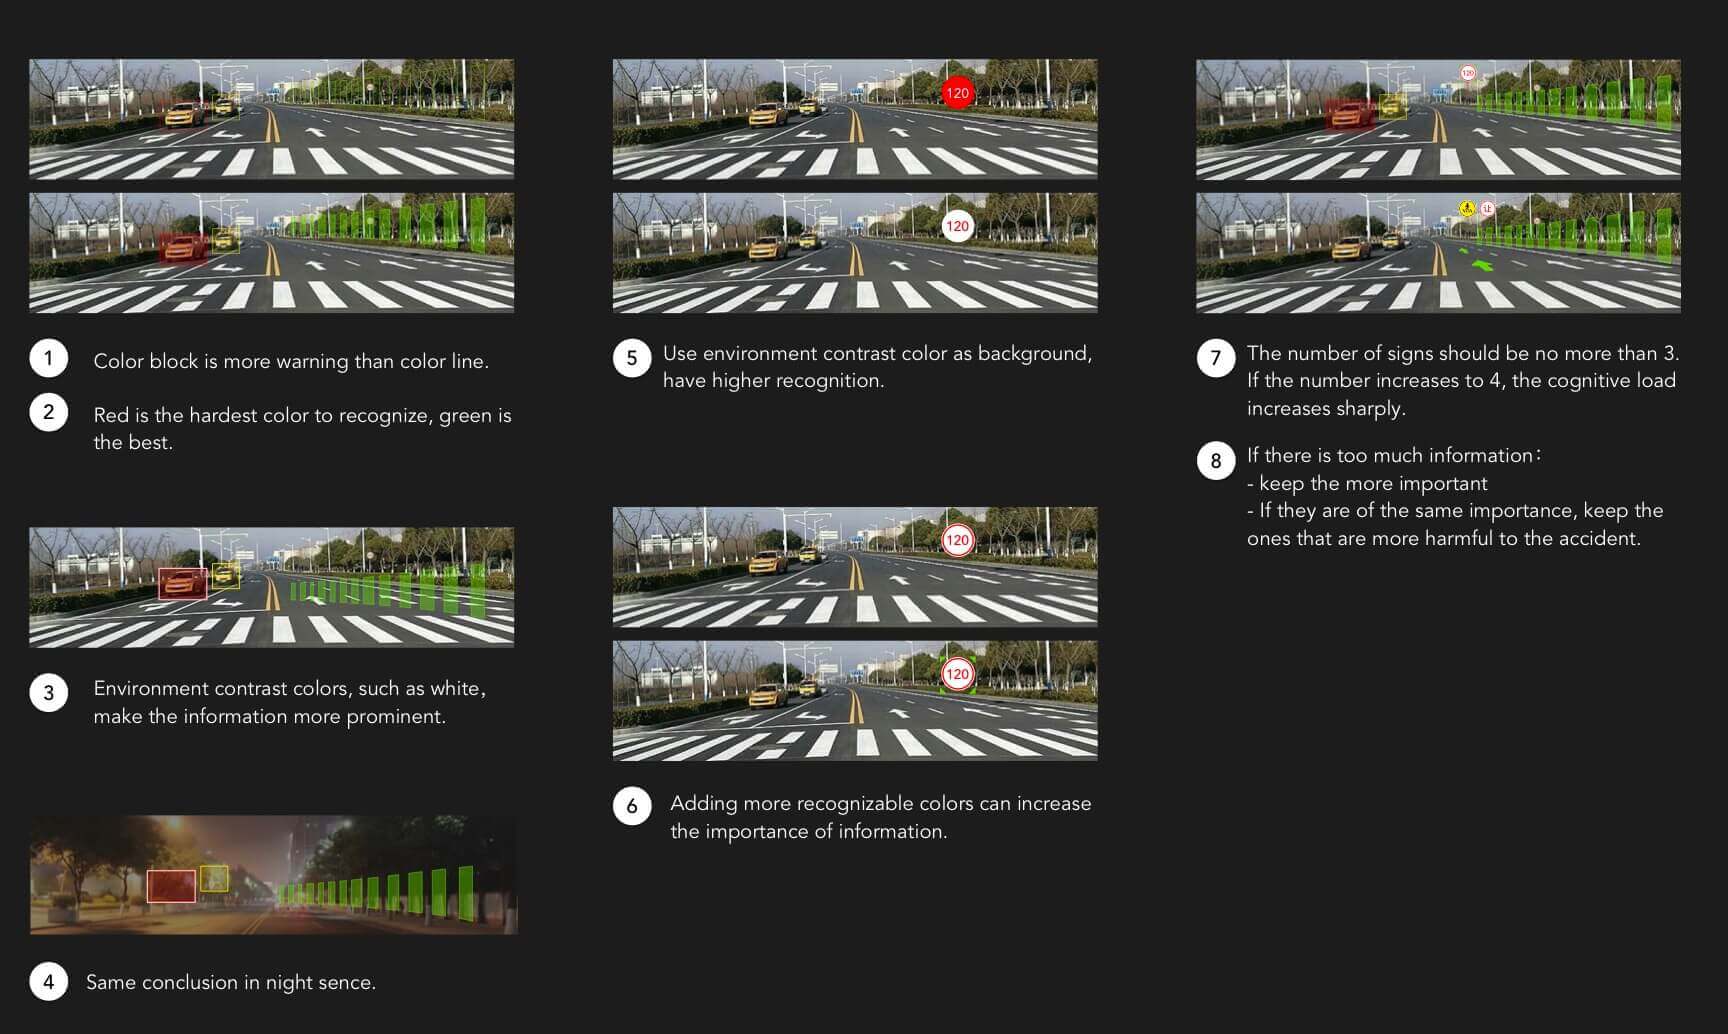 1
Color block is more warning than color line.
2
Red is the hardest color to recognize, green is
the best.
3
Environment contrast colors, such as white，
make the information more prominent.
4
Same conclusion in night sence.
120
120
5
Use environment contrast color as background,
have higher recognition.
120
120
6
Adding more recognizable colors can increase
the importance of information.
120
让
7
The number of signs should be no more than 3.
If the number increases to 4, the cognitive load
increases sharply.
8
If there is too much information：
- keep the more important
- If they are of the same importance, keep the
ones that are more harmful to the accident.